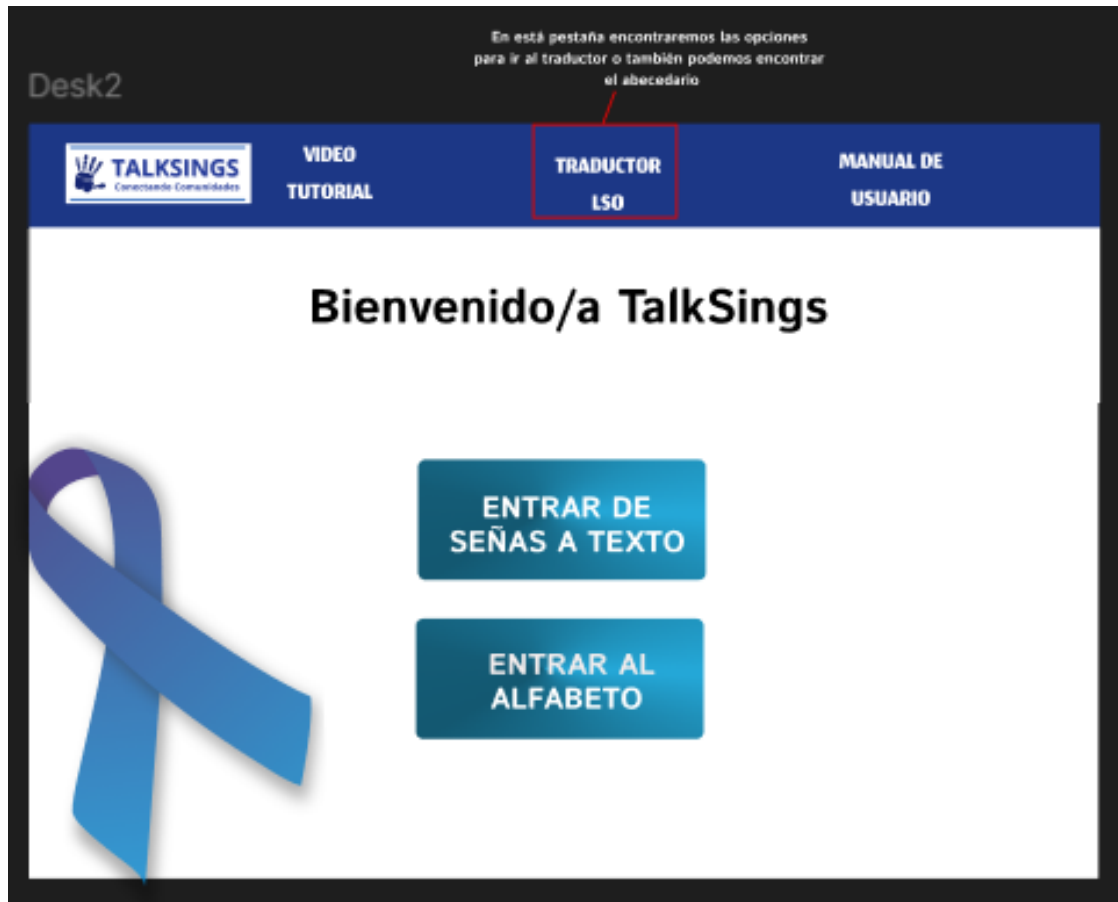 En está pestaña encontraremos las opciones
para ir al traductor o también podemos encontrar
el abecedario
Desk2
TALKSINGS
Conectando Comunidades
VIDEO
TUTORIAL
TRADUCTOR
LSO
MANUAL DE
USUARIO
Bienvenido/a TalkSings
ENTRAR DE
SEÑAS A TEXTO
ENTRAR AL
ALFABETO